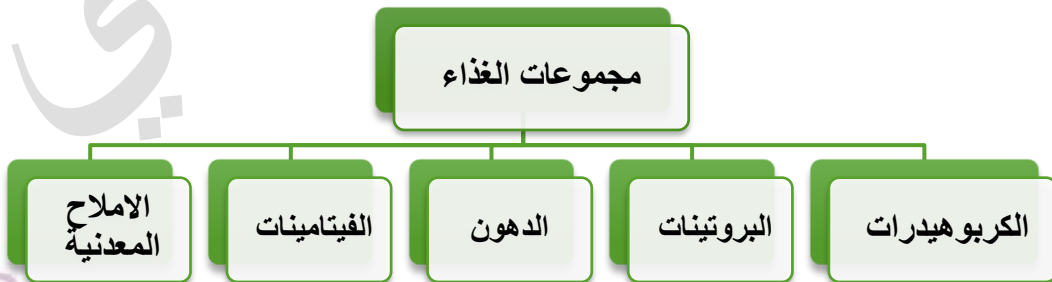 مجموعات الغذاء
الكربوهيدرات
البروتينات
الدهون
الفيتامينات
الاملاح
المعدنية